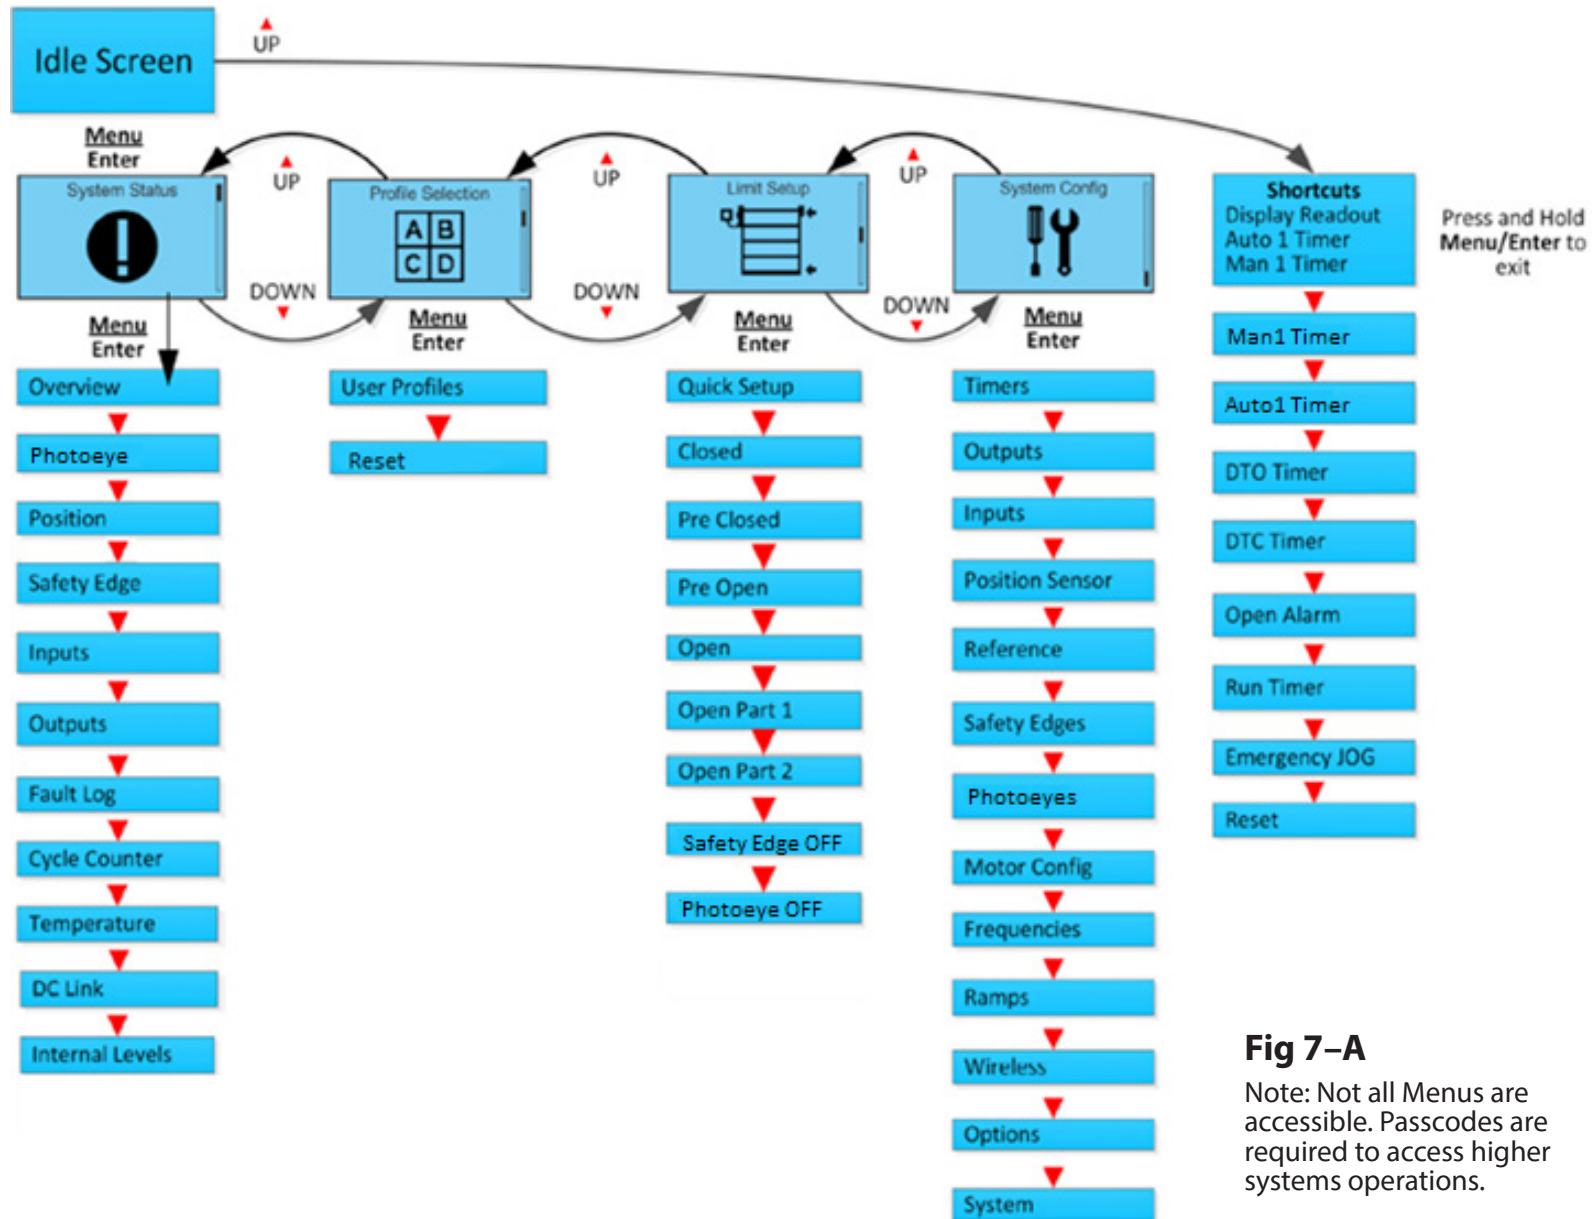 Idle Screen
UP
Menu
Enter
System Status
UP
DOWN
Profile Selection
A B
C D
UP
DOWN
Limit Setup
UP
DOWN
System Config
Shortcuts
Display Readout
Auto 1 Timer
Man 1 Timer
Press and Hold
Menu/Enter to
exit
Menu
Enter
Overview
Photoeye
Position
Safety Edge
Inputs
Outputs
Fault Log
Cycle Counter
Temperature
DC Link
Internal Levels
Menu
Enter
User Profiles
Reset
Menu
Enter
Quick Setup
Closed
Pre Closed
Pre Open
Open
Open Part 1
Open Part 2
Safety Edge OFF
Photoeye OFF
Menu
Enter
Timers
Outputs
Inputs
Position Sensor
Reference
Safety Edges
Photoeyes
Motor Config
Frequencies
Ramps
Wireless
Options
System
Man1 Timer
Auto1 Timer
DTO Timer
DTC Timer
Open Alarm
Run Timer
Emergency JOG
Reset
Fig 7–A
Note: Not all Menus are
accessible. Passcodes are
required to access higher
systems operations.